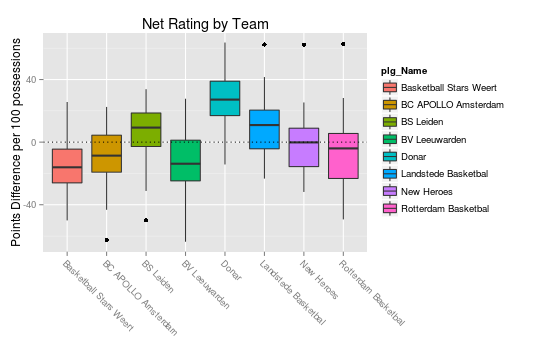 Net Rating by Team
Points Difference per 100 possessions
40
0
-40
Basketball Stars Weert
BC APOLLO Amsterdam
BS Leiden
BV Leeuwarden
Donar
Landstede Basketbal
New Heroes
Rotterdam Basketbal
plg_Name
Basketball Stars Weert
BC APOLLO Amsterdam
BS Leiden
BV Leeuwarden
Donar
Landstede Basketbal
New Heroes
Rotterdam Basketbal